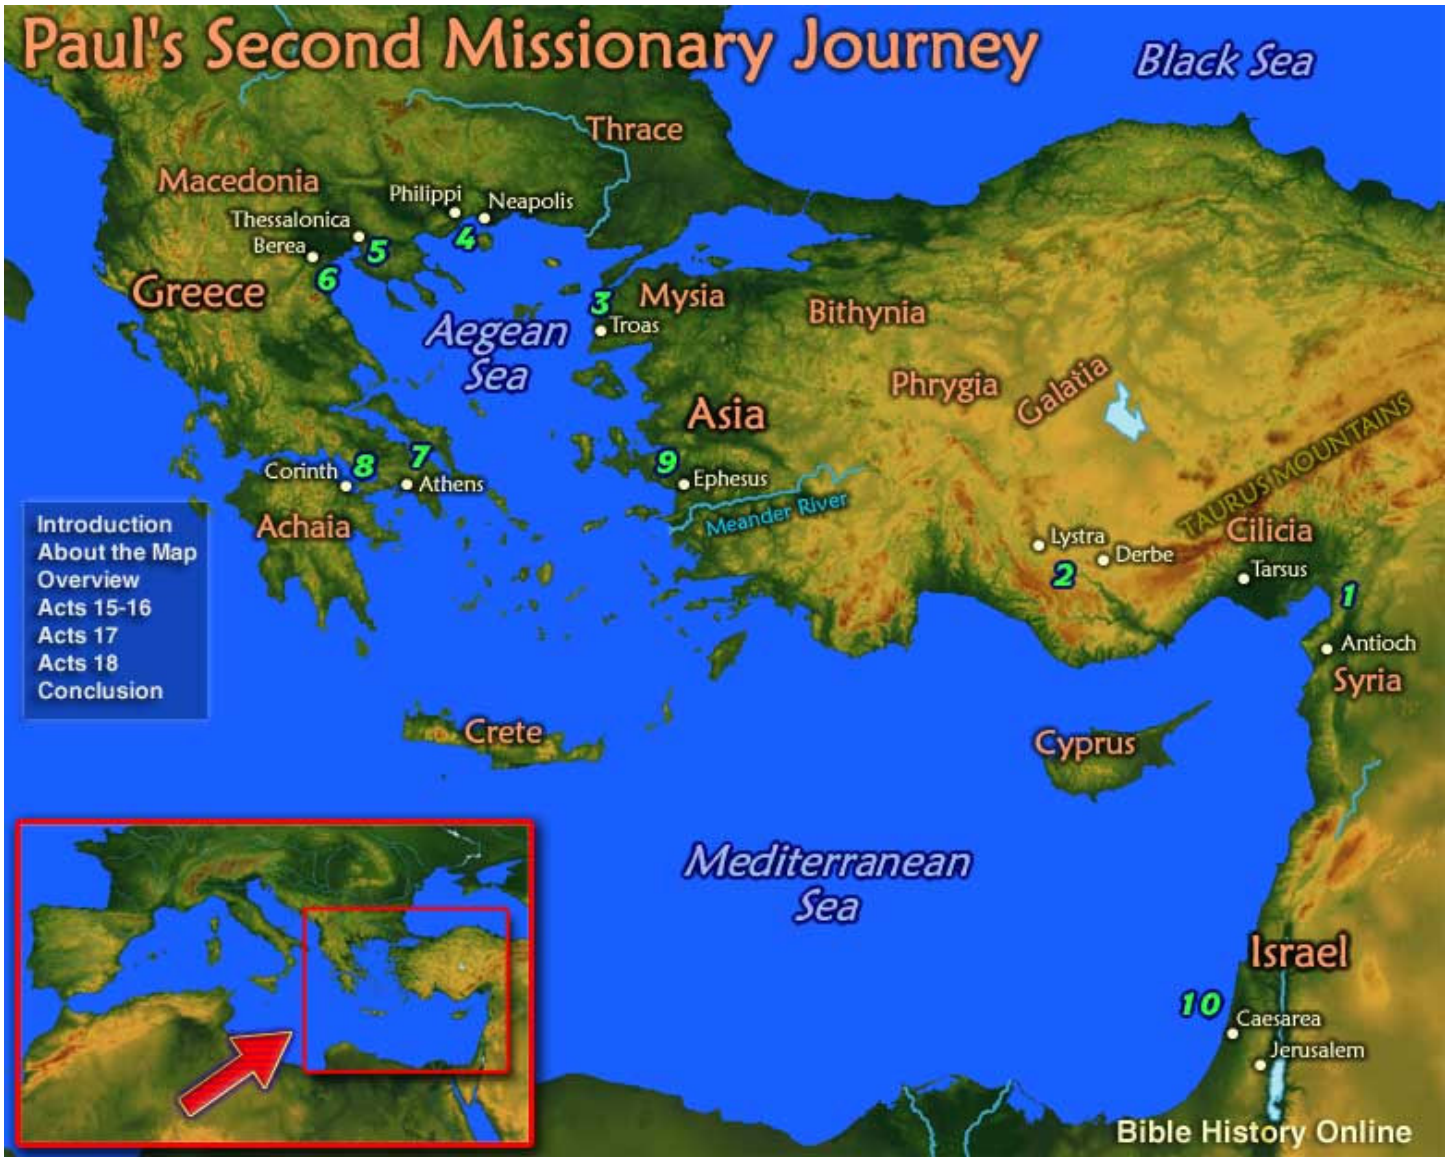 Paul's Second Missionary Journey
Black Sea
Thrace
Macedonia
Philippi
Neapolis
Thessalonica
Berea
4
5
6
Greece
3
Mysia
Troas
Bithynia
Aegean
Sea
Phrygia
Galatia
Asia
TAURUS MOUNTAINS
7
8
Corinth
Athens
9
Ephesus
Meander River
Achaia
Lystra
Derbe
2
Cilicia
Tarsus
1
Antioch
Syria
Introduction
About the Map
Overview
Acts 15-16
Acts 17
Acts 18
Conclusion
Crete
Cyprus
Mediterranean
Sea
Israel
10
Caesarea
Jerusalem
Bible History Online